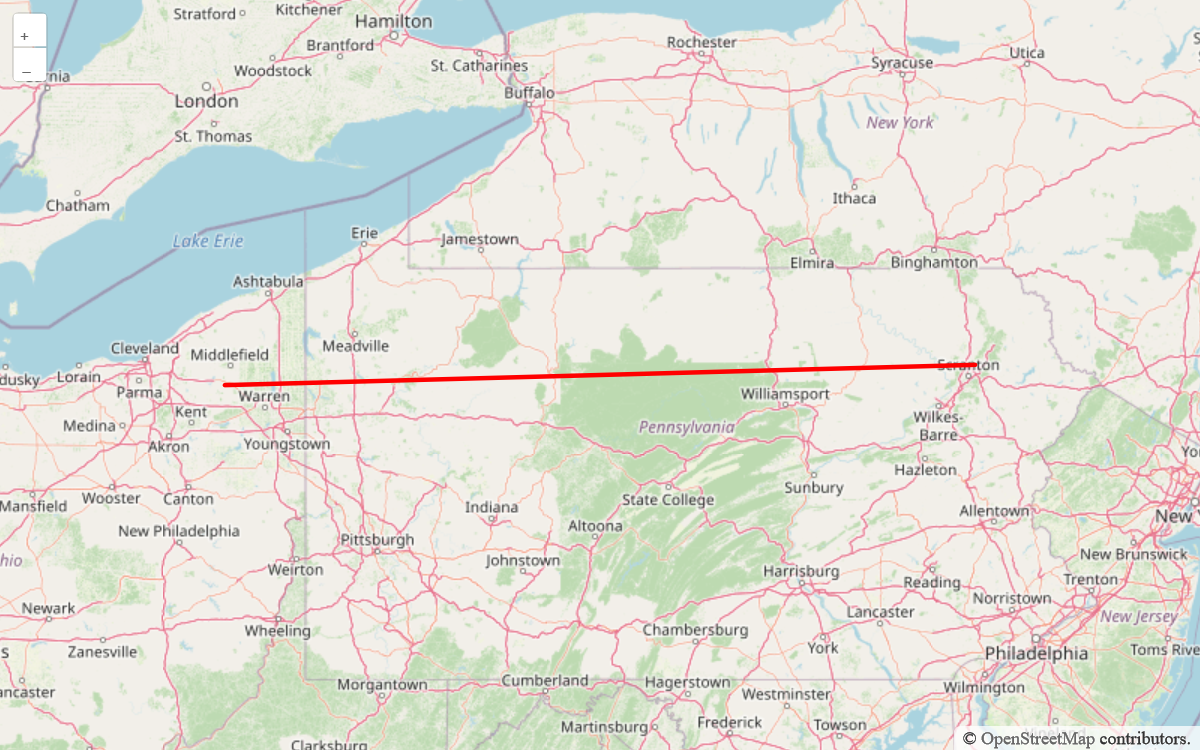 Stratford
Kitchener
Hamilton
Brantford
Woodstock
St. Catharines
Rochester
Syracuse
Utica
+
–
London
St. Thomas
Buffalo
New York
Chatham
Ithaca
Lake Erie
Erie
Jamestown
Elmira
Binghamton
Ashtabula
Cleveland
Middlefield
Meadville
Lorain
Parma
Warren
Scranton
Williamsport
Kent
Medina
Akron
Youngstown
Pennsylvania
Wilkes-
Barre
Hazleton
Wooster
Canton
Mansfield
Indiana
State College
Sunbury
Allentown
New Philadelphia
Pittsburgh
Altoona
Johnstown
Weirton
Harrisburg
Reading
New Brunswick
Trenton
Norristown
Newark
Lancaster
New Jersey
Wheeling
Chambersburg
York
Zanesville
Philadelphia
Morgantown
Cumberland
Hagerstown
Westminster
Wilmington
Martinsburg
Frederick
Towson
© OpenStreetMap contributors.